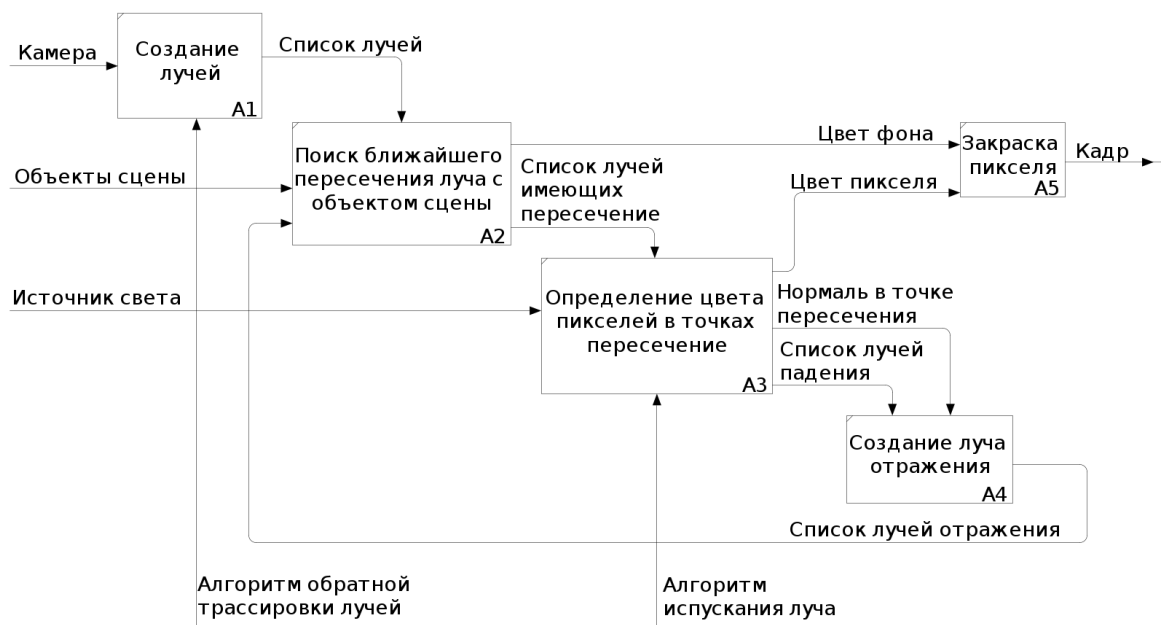 Камера
Создание
лучей
A1
Список лучей
Объекты сцены
Поиск ближайшего
пересечения луча с
объектом сцены
A2
Цвет фона
Список лучей
имеющих
пересечение
Цвет пикселя
Закраска
пикселя
A5
Кадр
Источник света
Определение цвета
пикселей в точках
пересечение
A3
Нормаль в точке
пересечения
Список лучей
падения
Создание луча
отражения
A4
Список лучей отражения
Алгоритм обратной
трассировки лучей
Алгоритм
испускания луча